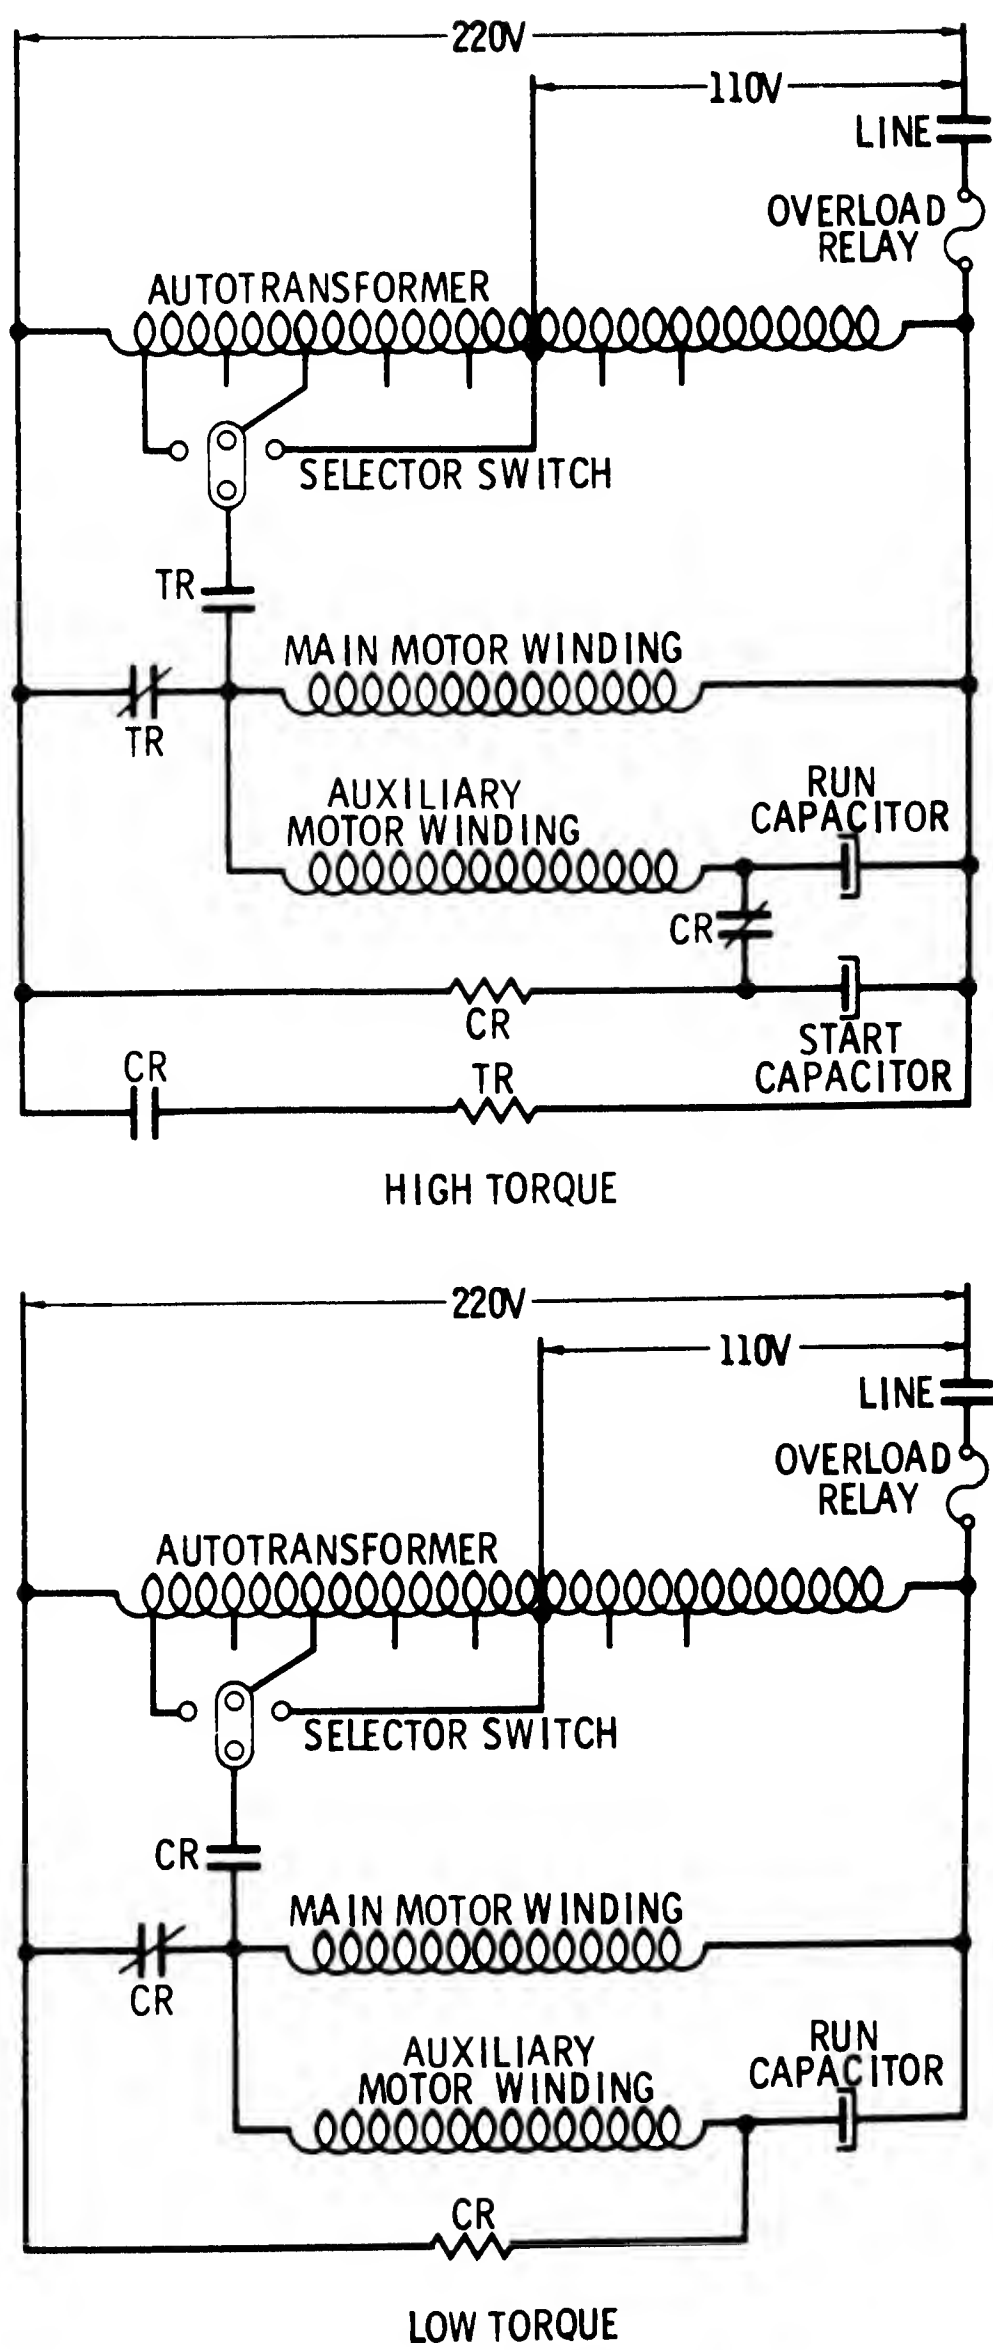 220V
110V
LINE
OVERLOAD
RELAY
AUTOTRANSFORMER
SELECTOR SWITCH
TR
MAIN MOTOR WINDING
TR
AUXILIARY
MOTOR WINDING
RUN
CAPACITOR
CR
CR
START
CAPACITOR
CR
TR
HIGH TORQUE
220V
110V
LINE
OVERLOAD
RELAY
AUTOTRANSFORMER
SELECTOR SWITCH
CR
MAIN MOTOR WINDING
CR
AUXILIARY
MOTOR WINDING
RUN
CAPACITOR
CR
LOW TORQUE